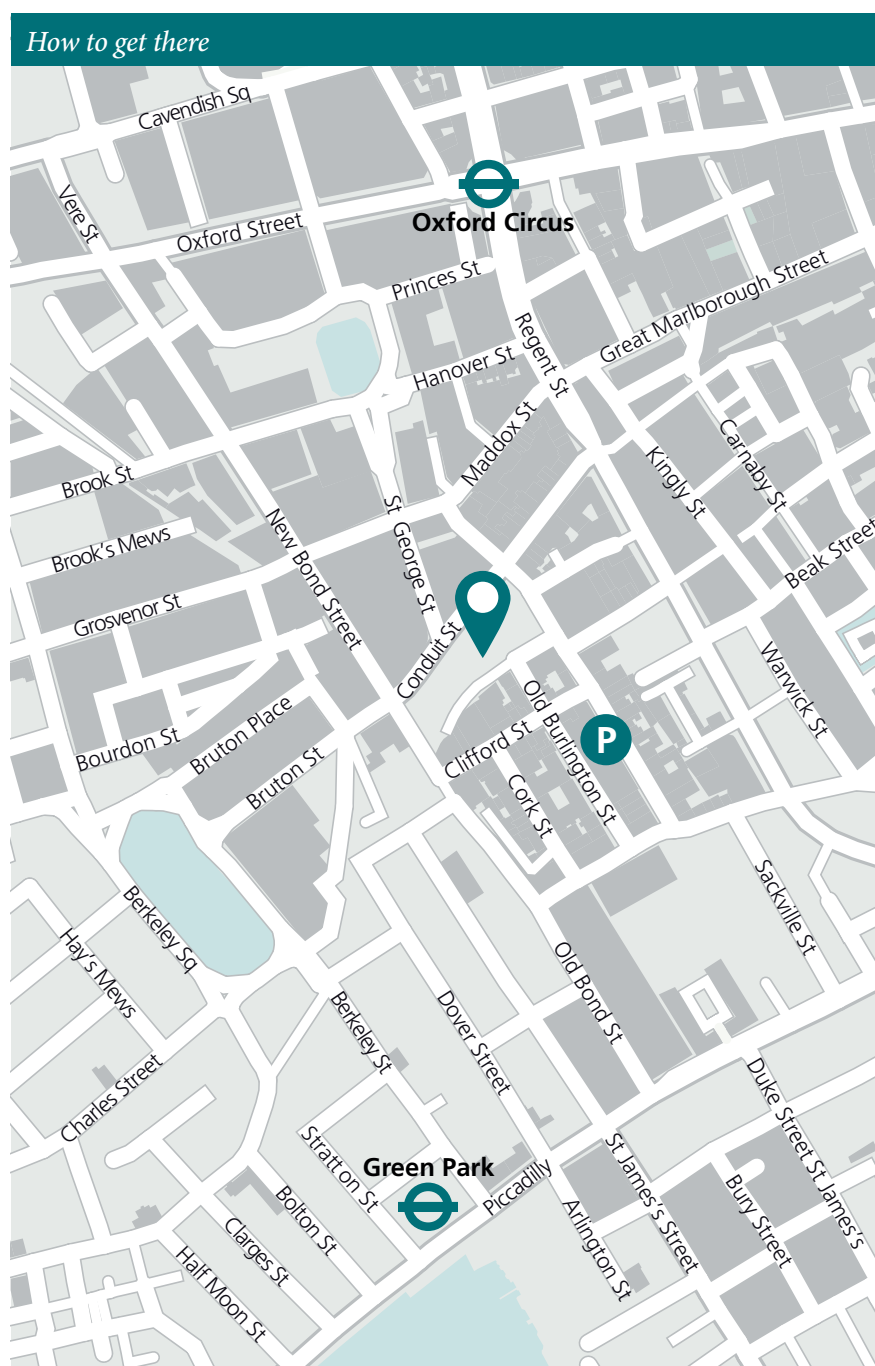 How to get there
Cavendish Sq
Vere St
Oxford Street
Oxford Circus
Princes St
Great Marlborough Street
Regent St
Hanover St
Maddox St
Carnaby St
Kingly St
Brook St
St George St
New Bond Street
Brook's Mews
Beak Street
Grosvenor St
Conduit St
Warwick St
Old Burlington St
Bruton Place
Bourdon St
Clifford St
P
Bruton St
Cork St
Sackville St
Berkeley Sq
Hay's Mews
Old Bond St
Dover Street
Berkeley St
Charles Street
Duke Street St James's
Stratton St
Green Park
St James's Street
Piccadilly
Bury Street
Bolton St
Arlington St
Clarges St
Half Moon St